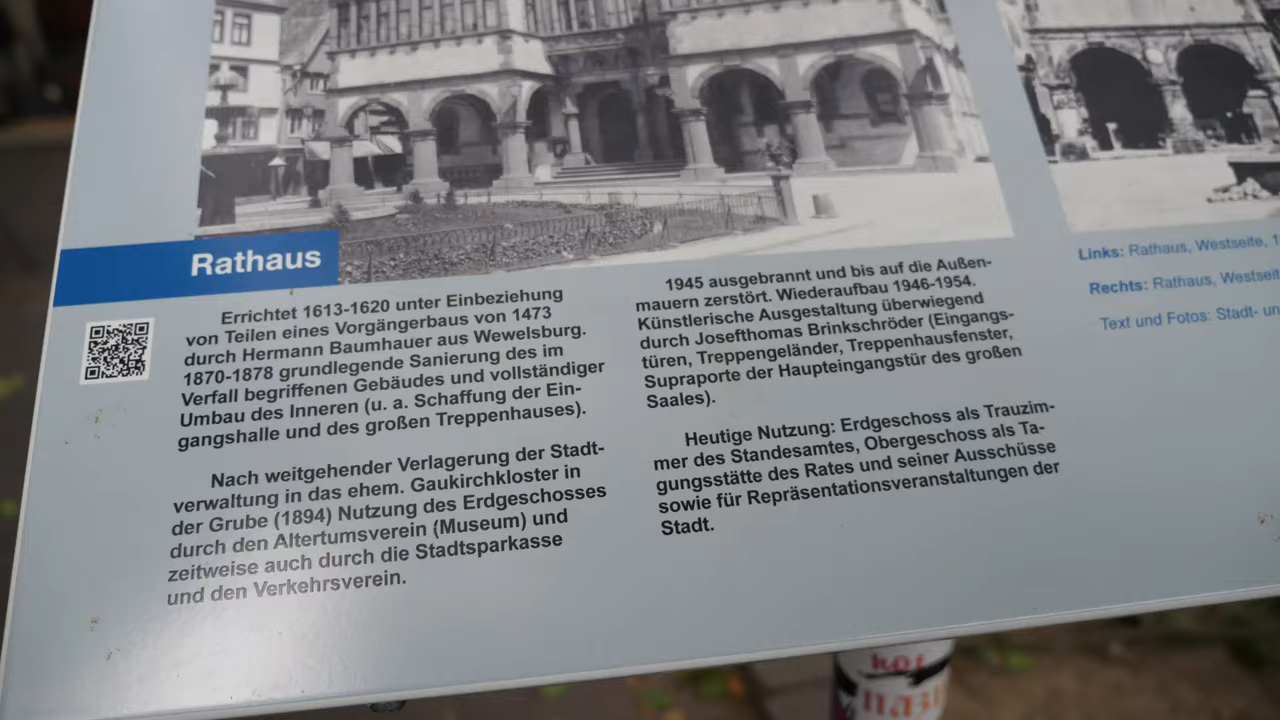 Rathaus
Errichtet 1613-1620 unter Einbeziehung
von Teilen eines Vorgängerbaus von 1473
durch Hermann Baumhauer aus Wewelsburg.
1870-1878 grundlegende Sanierung des im
Verfall begriffenen Gebäudes und vollständiger
Umbau des Inneren (u. a. Schaffung der Ein-
gangshalle und des großen Treppenhauses).
Nach weitgehender Verlagerung der Stadt-
verwaltung in das ehem. Gaukirchkloster in
der Grube (1894) Nutzung des Erdgeschosses
durch den Altertumsverein (Museum) und
zeitweise auch durch die Stadtsparkasse
und den Verkehrsverein.
1945 ausgebrannt und bis auf die Außen-
mauern zerstört. Wiederaufbau 1946-1954.
Künstlerische Ausgestaltung überwiegend
durch Josefthomas Brinkschröder (Eingangs-
türen, Treppengeländer, Treppenhausfenster,
Supraporte der Haupteingangstür des großen
Saales).
Heutige Nutzung: Erdgeschoss als Trauzim-
mer des Standesamtes, Obergeschoss als Ta-
gungsstätte des Rates und seiner Ausschüsse
sowie für Repräsentationsveranstaltungen der
Stadt.
Links: Rathaus, Westseite,
Rechts: Rathaus, Westseit
Text und Fotos: Stadt- un
kot
nazi